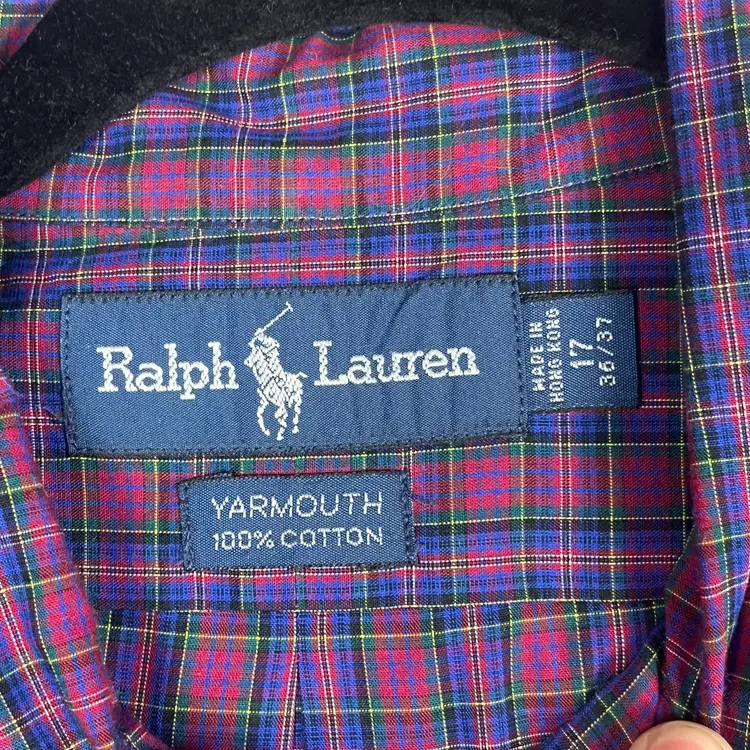 Ralph Lauren
MADE IN
HONG KONG
17
36/37
YARMOUTH
100% COTTON